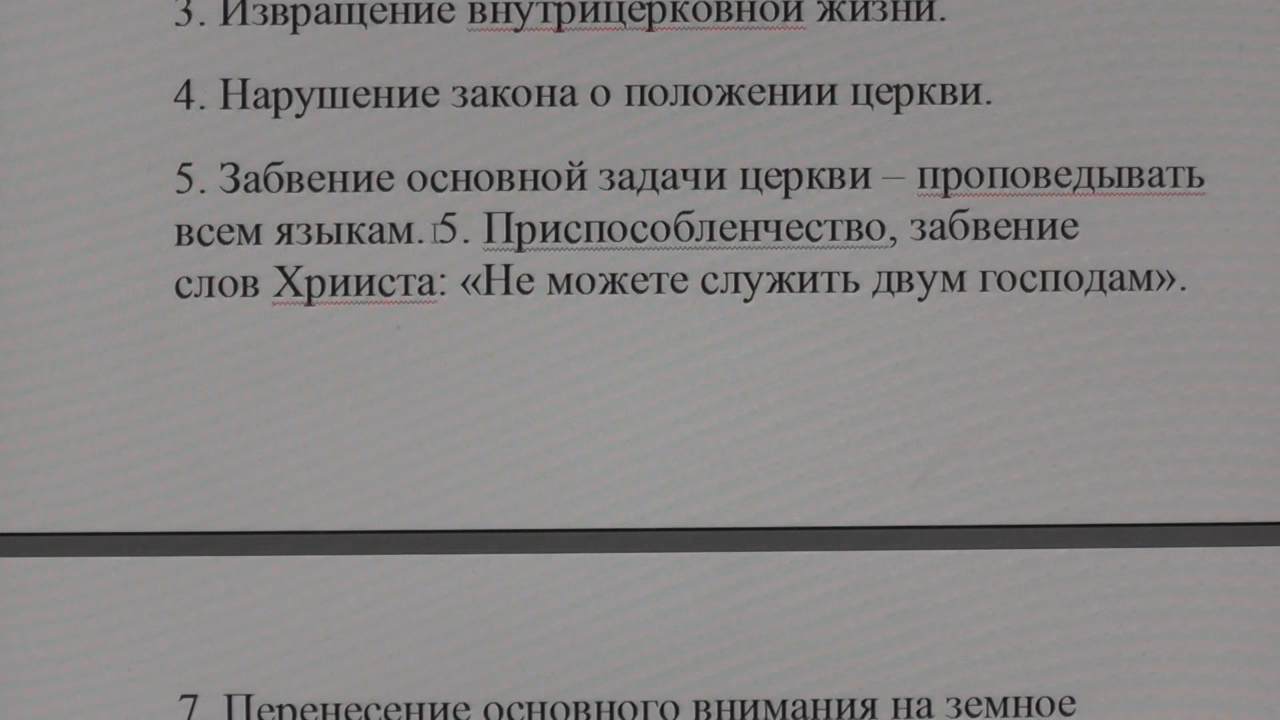 3. Извращение внутрицерковной жизни.
4. Нарушение закона о положении церкви.
5. Забвение основной задачи церкви – проповедывать
всем языкам. 5. Приспособленчество, забвение
слов Хрииста: «Не можете служить двум господам».
7. Перенесение основного внимания на земное